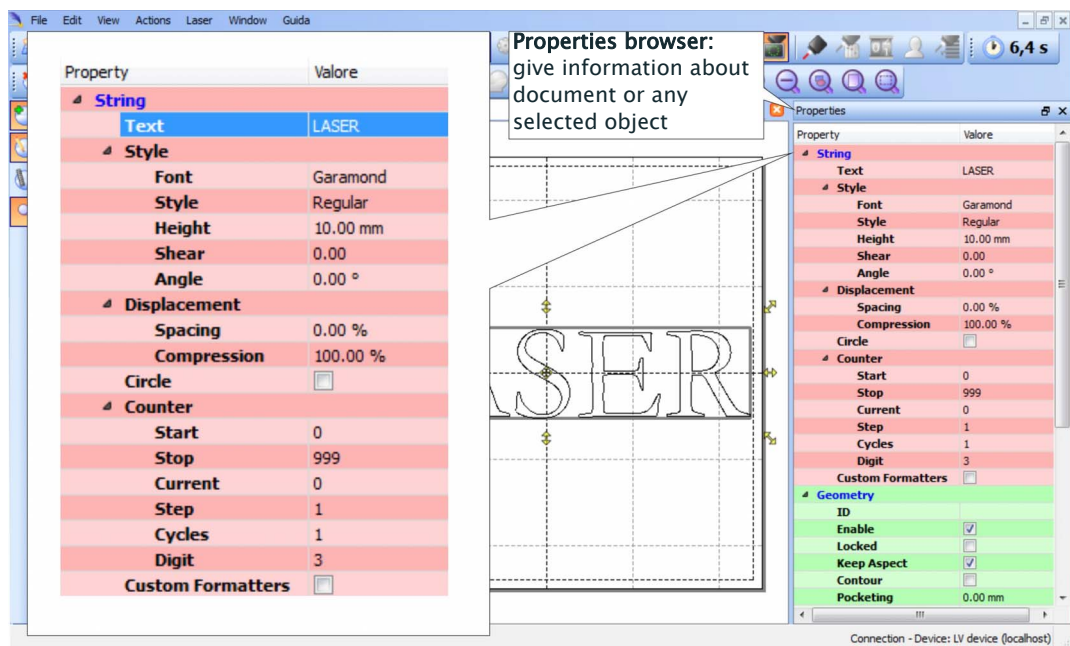 File Edit View Actions Laser Window Guida
Properties browser:
give information about
document or any
selected object
6,4 s
Property Valore
String
Text LASER
Style
Font Garamond
Style Regular
Height 10.00 mm
Shear 0.00
Angle 0.00 °
Displacement
Spacing 0.00 %
Compression 100.00 %
Circle
Counter
Start 0
Stop 999
Current 0
Step 1
Cycles 1
Digit 3
Custom Formatters
ASER
Properties
Property Valore
String
Text LASER
Style
Font Garamond
Style Regular
Height 10.00 mm
Shear 0.00
Angle 0.00 °
Displacement
Spacing 0.00 %
Compression 100.00 %
Circle
Counter
Start 0
Stop 999
Current 0
Step 1
Cycles 1
Digit 3
Custom Formatters
Geometry
ID
Enable
Locked
Keep Aspect
Contour
Pocketing 0.00 mm
Connection - Device: LV device (localhost)